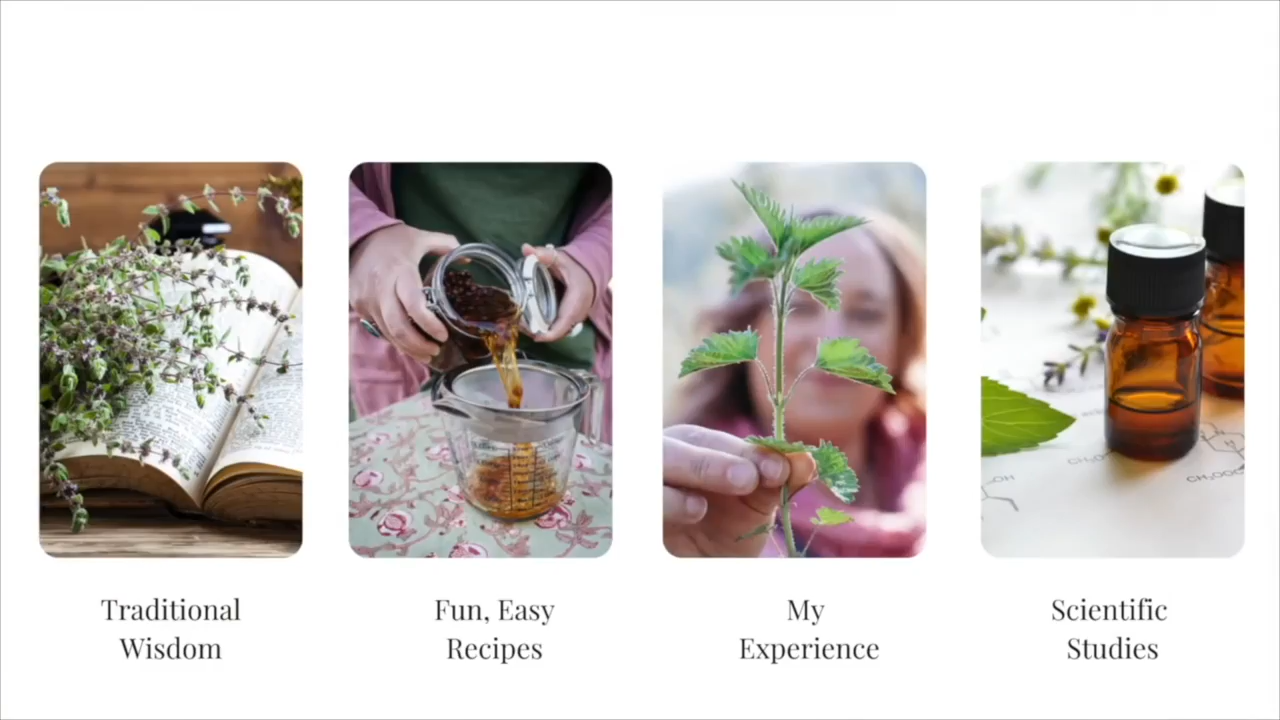 Traditional
Wisdom
Fun, Easy
Recipes
My
Experience
Scientific
Studies